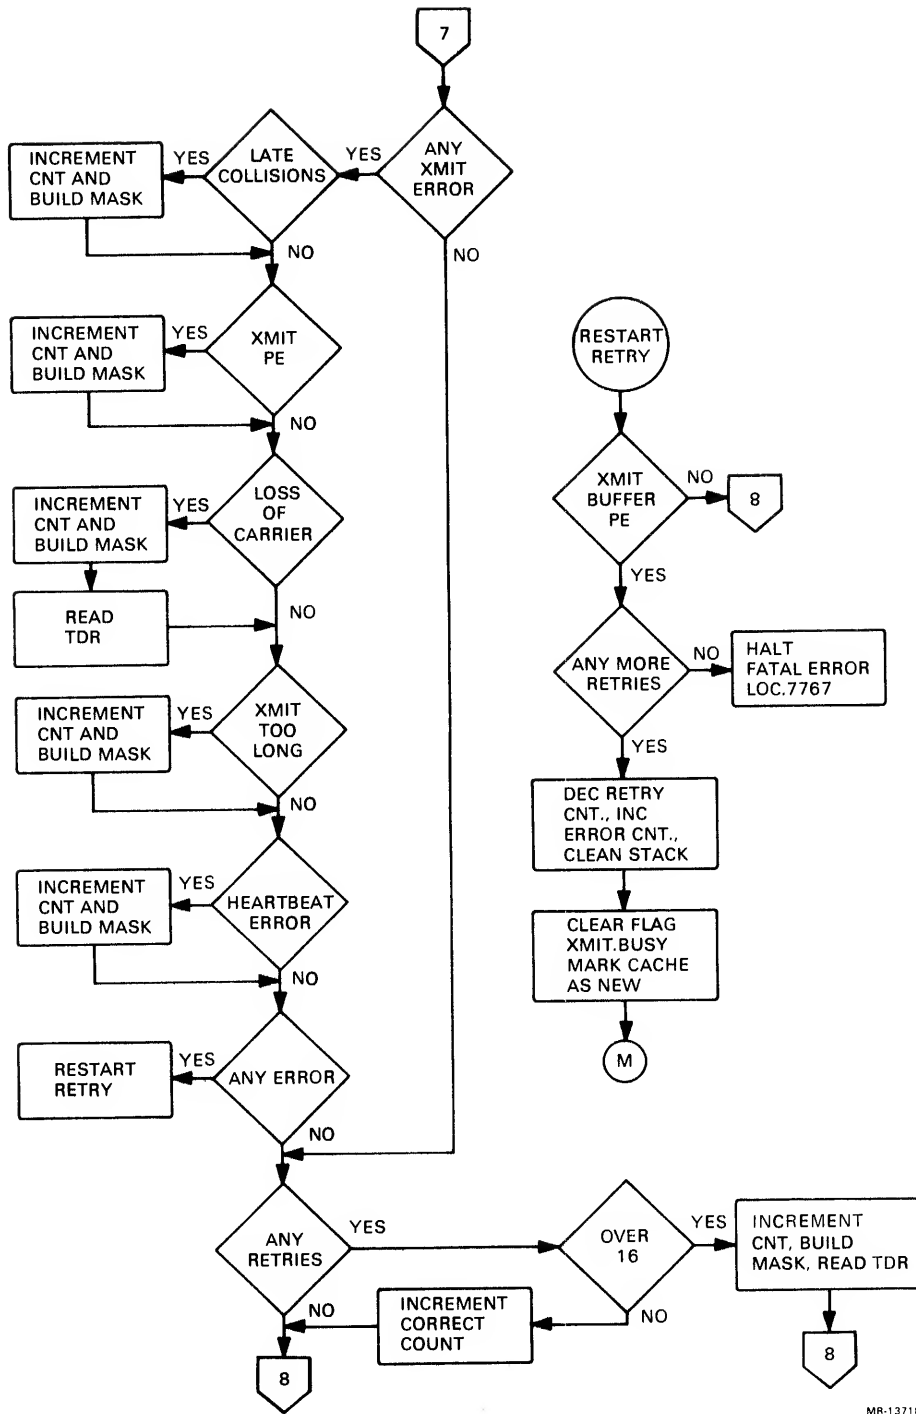 7
ANY
XMIT
ERROR
YES
NO
LATE
COLLISIONS
YES
INCREMENT
CNT AND
BUILD MASK
NO
XMIT
PE
YES
INCREMENT
CNT AND
BUILD MASK
NO
LOSS
OF
CARRIER
YES
INCREMENT
CNT AND
BUILD MASK
READ
TDR
NO
XMIT
TOO
LONG
YES
INCREMENT
CNT AND
BUILD MASK
NO
HEARTBEAT
ERROR
YES
INCREMENT
CNT AND
BUILD MASK
NO
ANY ERROR
YES
RESTART
RETRY
NO
ANY
RETRIES
YES
OVER
16
YES
INCREMENT
CNT, BUILD
MASK, READ TDR
8
NO
INCREMENT
CORRECT
COUNT
NO
8
RESTART
RETRY
XMIT
BUFFER
PE
NO
8
YES
ANY MORE
RETRIES
NO
HALT
FATAL ERROR
LOC.7767
YES
DEC RETRY
CNT., INC
ERROR CNT.,
CLEAN STACK
CLEAR FLAG
XMIT.BUSY
MARK CACHE
AS NEW
M